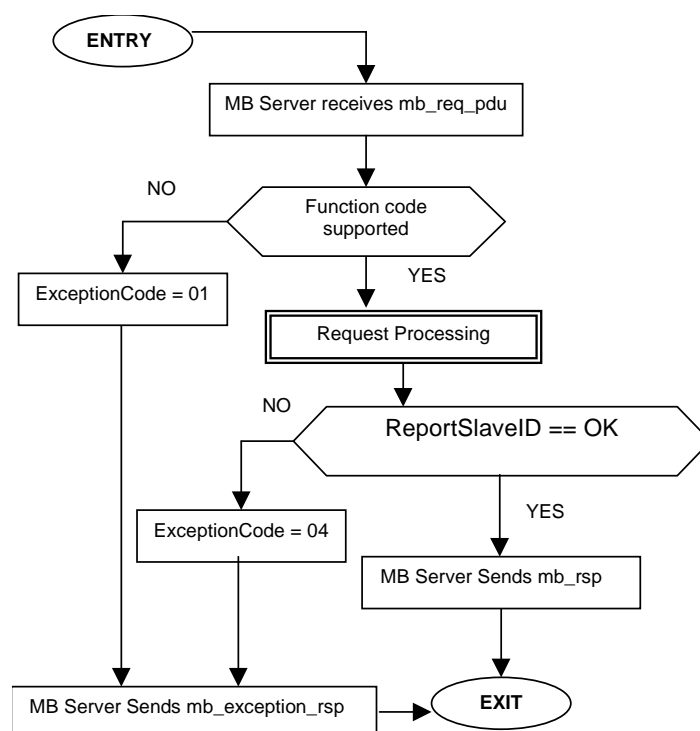 ENTRY
MB Server receives mb_req_pdu
NO
Function code
supported
YES
ExceptionCode = 01
Request Processing
NO
ReportSlaveID == OK
YES
ExceptionCode = 04
MB Server Sends mb_rsp
MB Server Sends mb_exception_rsp
EXIT